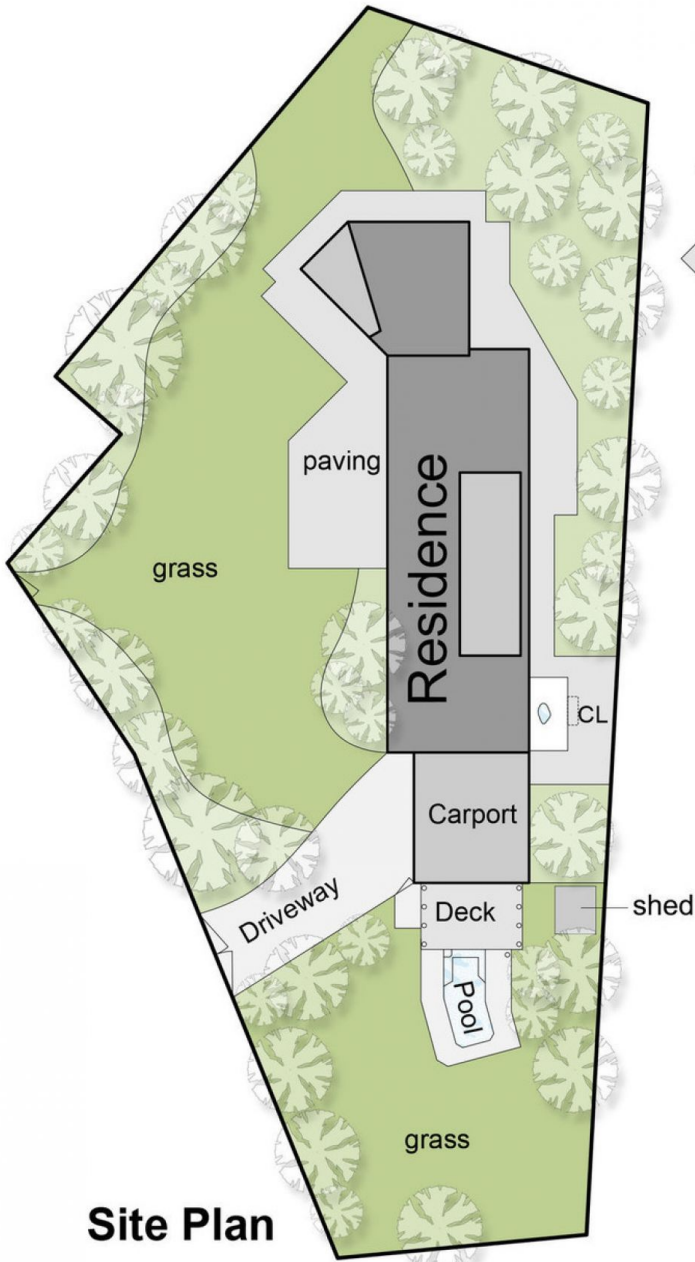 paving
Residence
grass
CL
Carport
Driveway
Deck
shed
Pool
grass
Site Plan